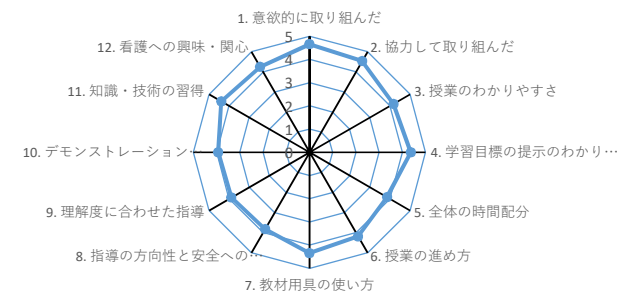 1. 意欲的に取り組んだ
2. 協力して取り組んだ
3. 授業のわかりやすさ
4. 学習目標の提示のわかり…
5. 全体の時間配分
6. 授業の進め方
7. 教材用具の使い方
8. 指導の方向性と安全への…
9. 理解度に合わせた指導
10. デモンストレーション…
11. 知識・技術の習得
12. 看護への興味・関心
5
4
3
2
1
0